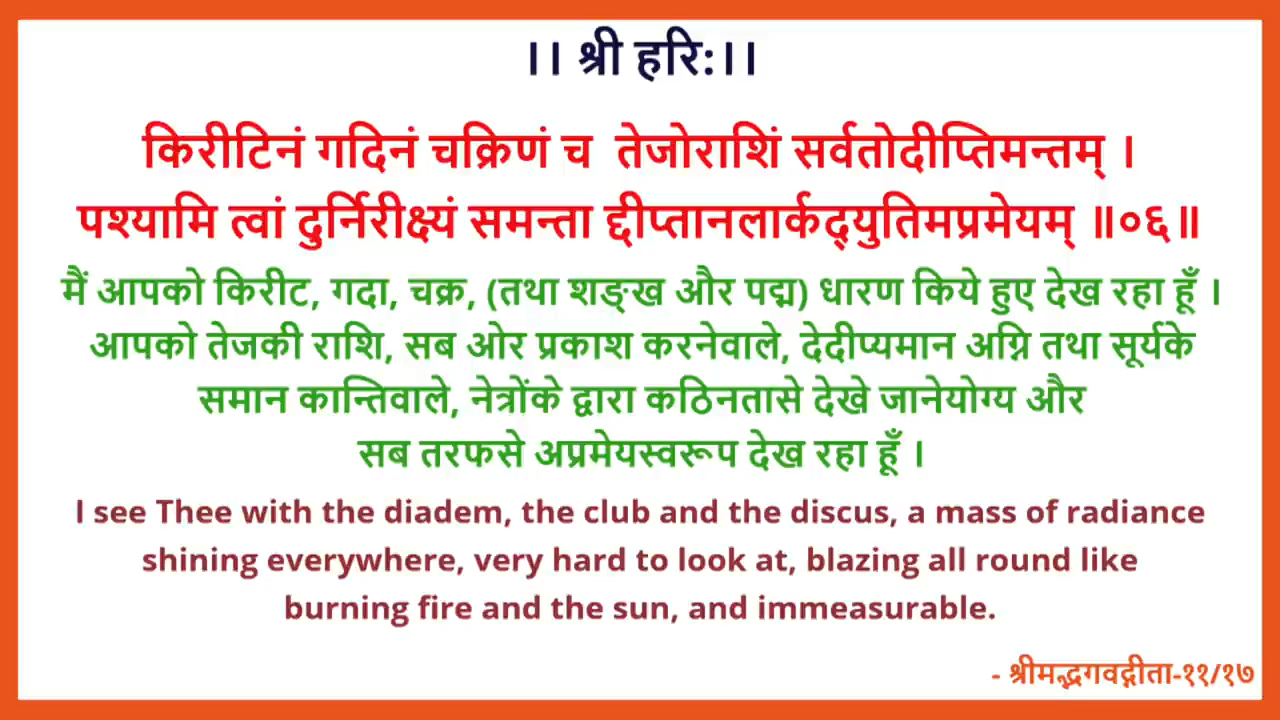 ।। श्री हरि:।।
किरीटिनं गदिनं चक्रिणं च तेजोराशिं सर्वतोदीप्तिमन्तम् ।
पश्यामि त्वां दुर्निरीक्ष्यं समन्ता द्दीप्तानलार्कद्युतिमप्रमेयम् ॥०६॥
मैं आपको किरीट, गदा, चक्र, (तथा शङ्ख और पद्म) धारण किये हुए देख रहा हूँ ।
आपको तेजकी राशि, सब ओर प्रकाश करनेवाले, देदीप्यमान अग्नि तथा सूर्यके
समान कान्तिवाले, नेत्रोंके द्वारा कठिनतासे देखे जानेयोग्य और
सब तरफसे अप्रमेयस्वरूप देख रहा हूँ ।
I see Thee with the diadem, the club and the discus, a mass of radiance
shining everywhere, very hard to look at, blazing all round like
burning fire and the sun, and immeasurable.
- श्रीमद्भगवद्गीता-११/१७